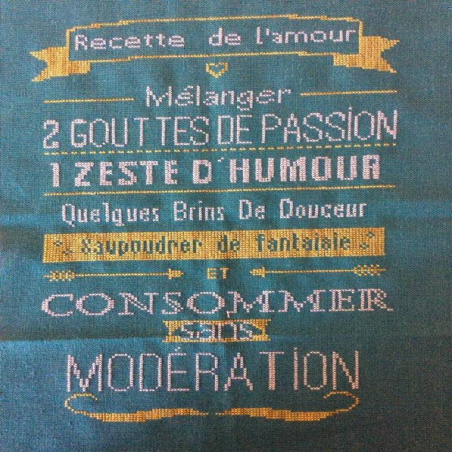 Recette de l'amour
Mélanger
2 GOUTTES DE PASSION
1 ZESTE D'HUMOUR
Quelques Brins De Douceur
Saupoudrer de fantaisie
ET
CONSOMMER
sans
MODÉRATION